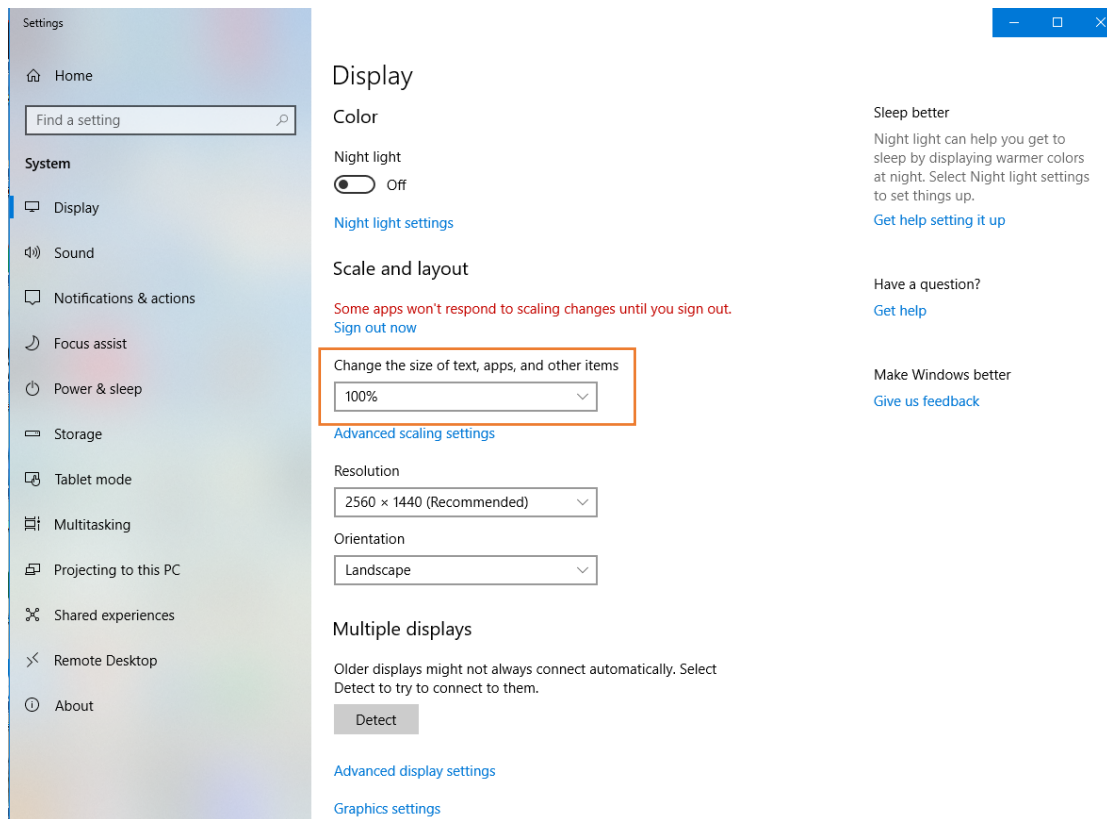 Settings
Home
Find a setting
System
Display
Sound
Notifications & actions
Focus assist
Power & sleep
Storage
Tablet mode
Multitasking
Projecting to this PC
Shared experiences
Remote Desktop
About
Display
Color
Night light
Off
Night light settings
Scale and layout
Some apps won't respond to scaling changes until you sign out.
Sign out now
Change the size of text, apps, and other items
100%
Advanced scaling settings
Resolution
2560 × 1440 (Recommended)
Orientation
Landscape
Multiple displays
Older displays might not always connect automatically. Select
Detect to try to connect to them.
Detect
Advanced display settings
Graphics settings
Sleep better
Night light can help you get to
sleep by displaying warmer colors
at night. Select Night light settings
to set things up.
Get help setting it up
Have a question?
Get help
Make Windows better
Give us feedback